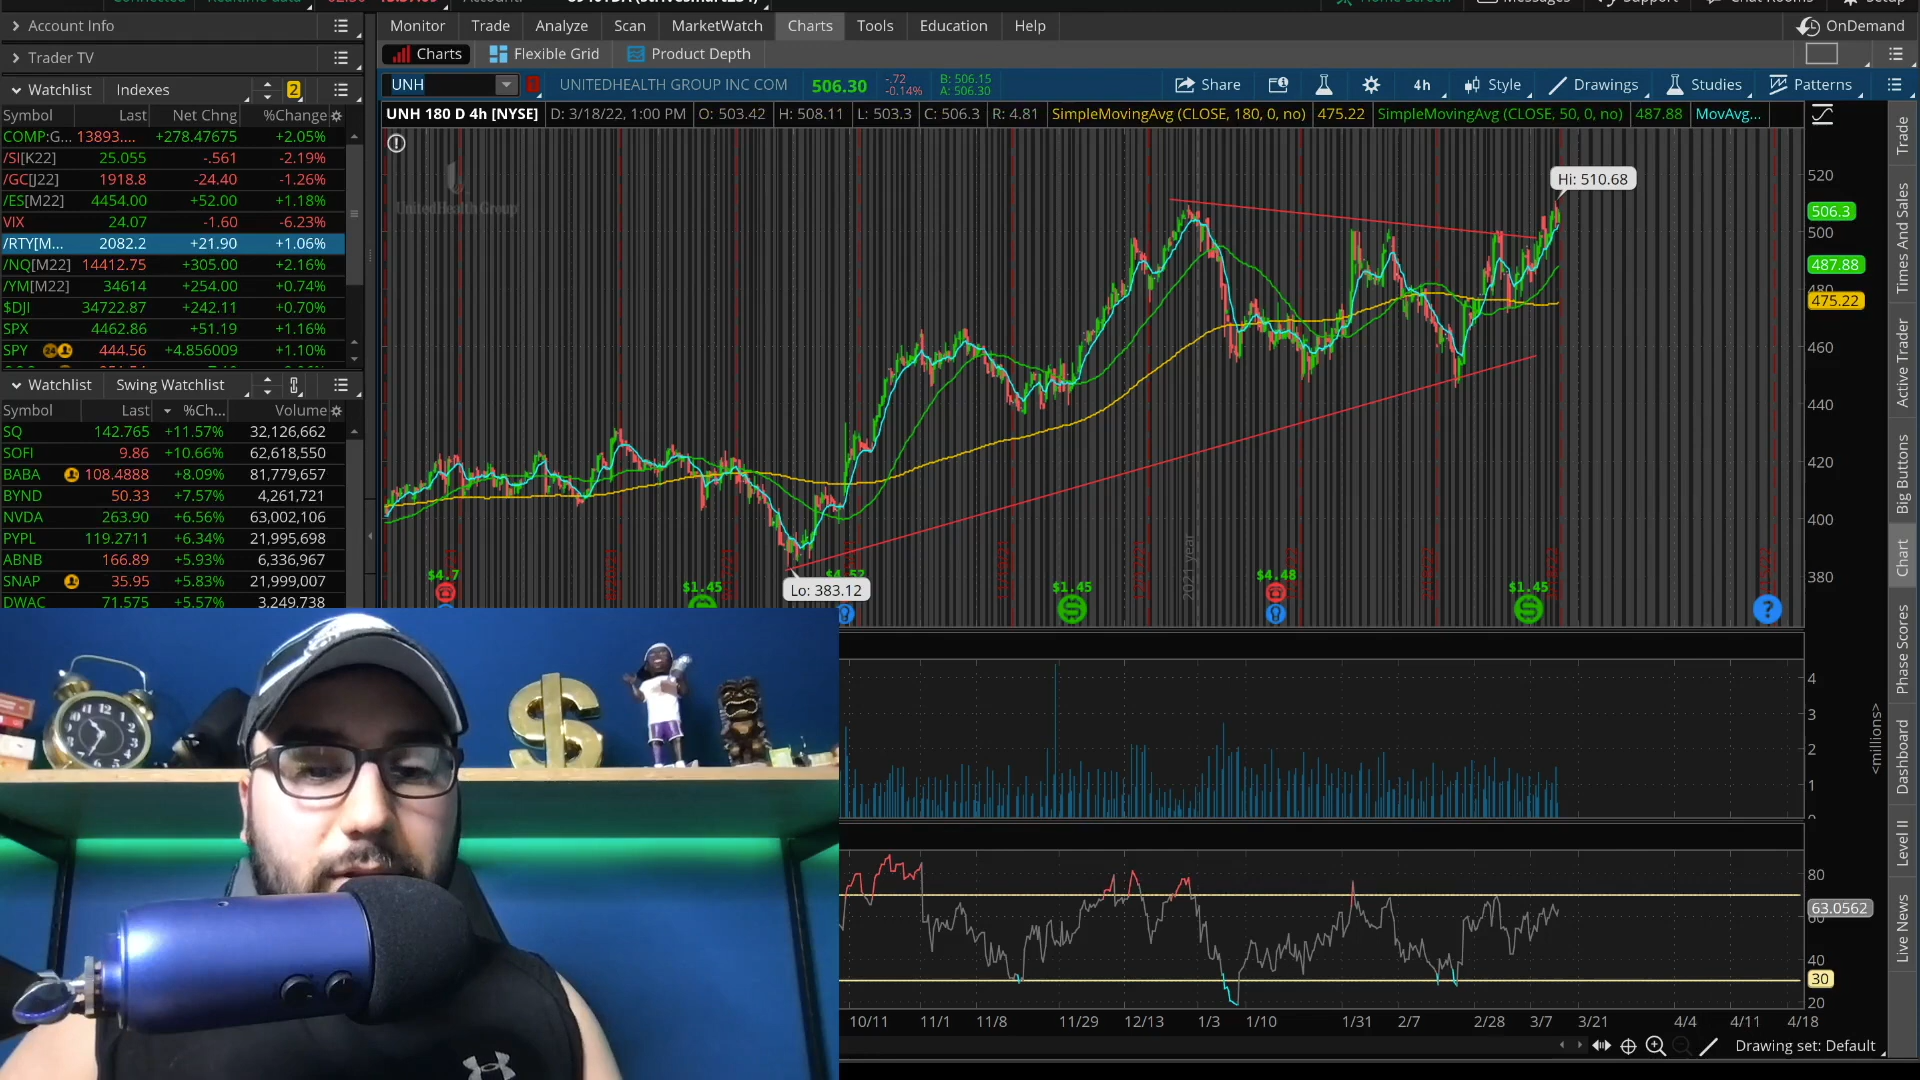 Account Info
Trader TV
Watchlist Indexes 2
Symbol Last Net Chng %Change
COMP:G... 13893.... +278.47675 +2.05%
/SI[K22] 25.055 -.561 -2.19%
/GC[J22] 1918.8 -24.40 -1.26%
/ES[M22] 4454.00 +52.00 +1.18%
VIX 24.07 -1.60 -6.23%
/RTY[M... 2082.2 +21.90 +1.06%
/NQ[M22] 14412.75 +305.00 +2.16%
/YM[M22] 34614 +254.00 +0.74%
$DJI 34722.87 +242.11 +0.70%
SPX 4462.86 +51.19 +1.16%
SPY 444.56 +4.856009 +1.10%
Watchlist Swing Watchlist
Symbol Last %Ch... Volume
SQ 142.765 +11.57% 32,126,662
SOFI 9.86 +10.66% 62,618,550
BABA 108.4888 +8.09% 81,779,657
BYND 50.33 +7.57% 4,261,721
NVDA 263.90 +6.56% 63,002,106
PYPL 119.2711 +6.34% 21,995,698
ABNB 166.89 +5.93% 6,336,967
SNAP 35.95 +5.83% 21,999,007
DWAC 71.575 +5.57% 3,249,738
Monitor Trade Analyze Scan MarketWatch Charts Tools Education Help
OnDemand
Charts Flexible Grid Product Depth
UNH UNITEDHEALTH GROUP INC COM 506.30 -.72 -0.14% B: 506.15 A: 506.30
Share 4h Style Drawings Studies Patterns
UNH 180 D 4h [NYSE] D: 3/18/22, 1:00 PM O: 503.42 H: 508.11 L: 503.3 C: 506.3 R: 4.81 SimpleMovingAvg (CLOSE, 180, 0, no) 475.22 SimpleMovingAvg (CLOSE, 50, 0, no) 487.88 MovAvg...
UnitedHealth Group
Hi: 510.68
Lo: 383.12
520
506.3
500
487.88
480
475.22
460
440
420
400
380
2021 year
$4.7
$1.45
$1.45
$4.48
$1.45
?
4
3
2
1
<millions>
80
63.0562
60
40
30
20
10/11 11/1 11/8 11/29 12/13 1/3 1/10 1/31 2/7 2/28 3/7 3/21 4/4 4/11 4/18
Drawing set: Default
Trade
Times And Sales
Active Trader
Big Buttons
Chart
Phase Scores
Dashboard
Level II
Live News